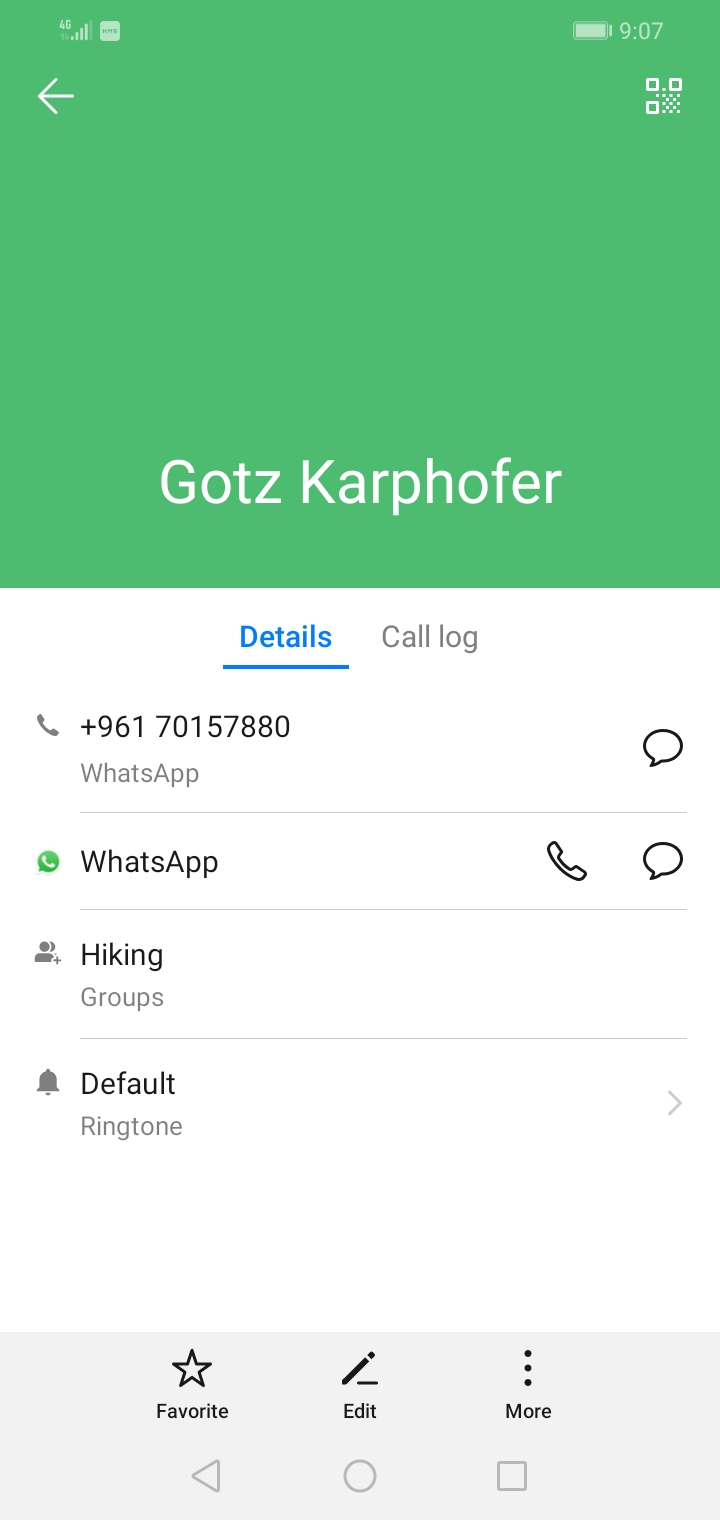 4G HMS 9:07
Gotz Karphofer
Details Call log
+961 70157880
WhatsApp
WhatsApp
Hiking
Groups
Default
Ringtone
Favorite Edit More